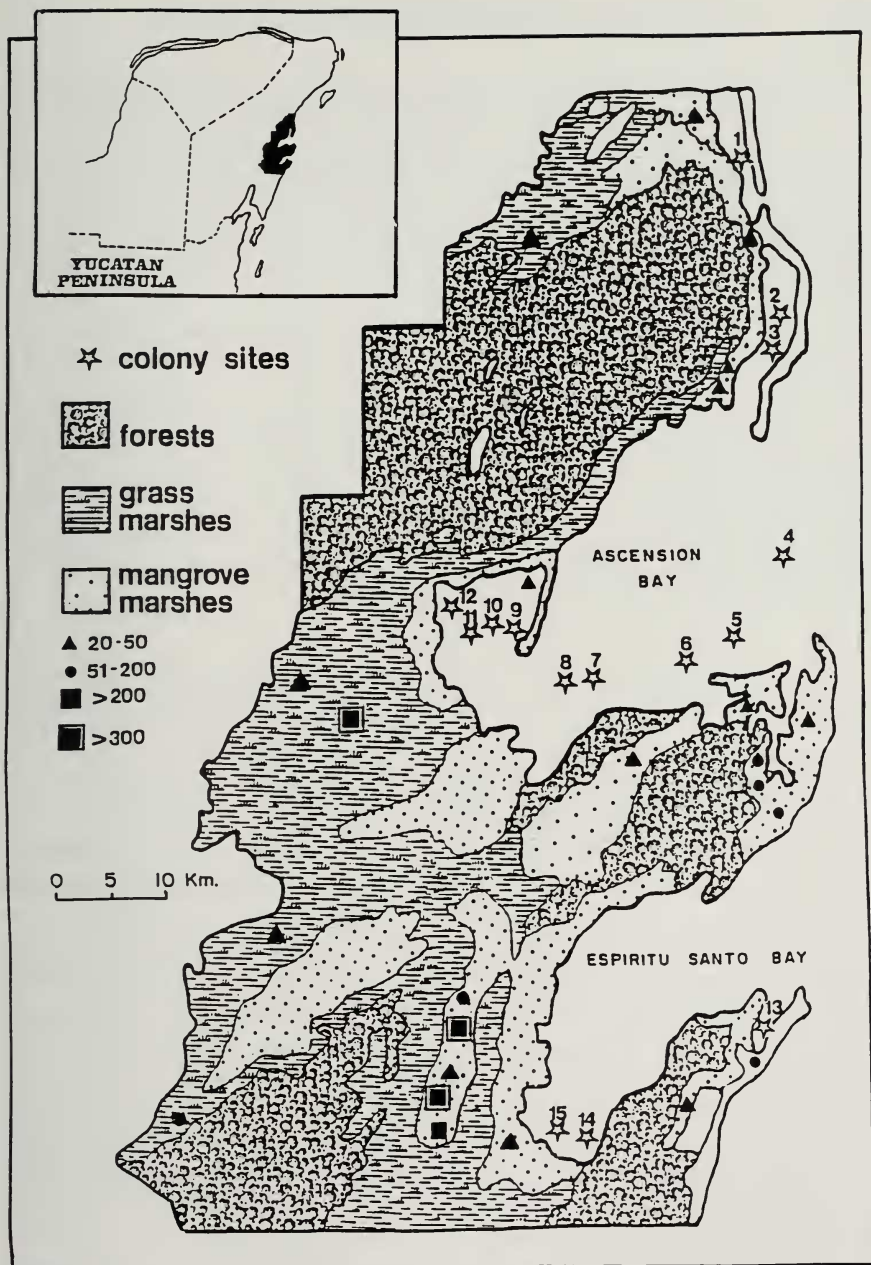 YUCATAN
PENINSULA
colony sites
forests
grass
marshes
mangrove
marshes
20-50
51-200
>200
>300
0 5 10 Km.
1
2
3
4
ASCENSION
BAY
12
11 10 9
5
6
8 7
ESPIRITU SANTO BAY
13
15 14